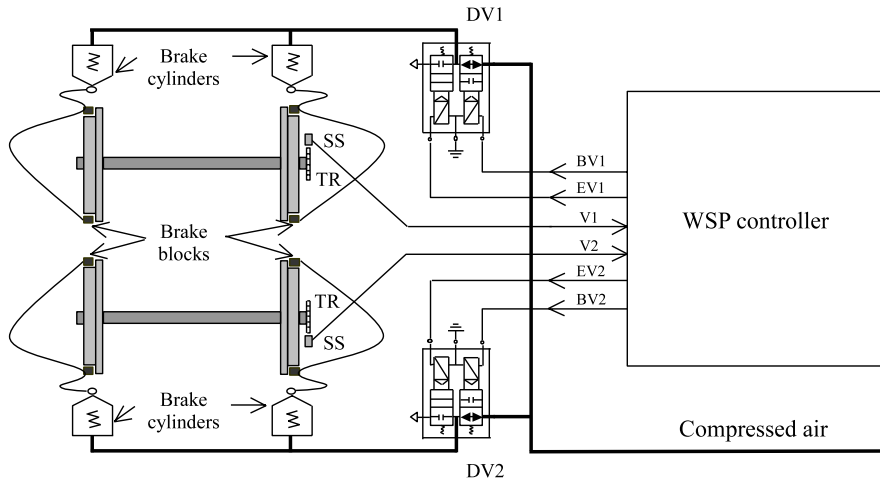 DV1
Brake
cylinders
SS
TR
BV1
EV1
V1
V2
EV2
BV2
WSP controller
Brake
blocks
TR
SS
Brake
cylinders
Compressed air
DV2